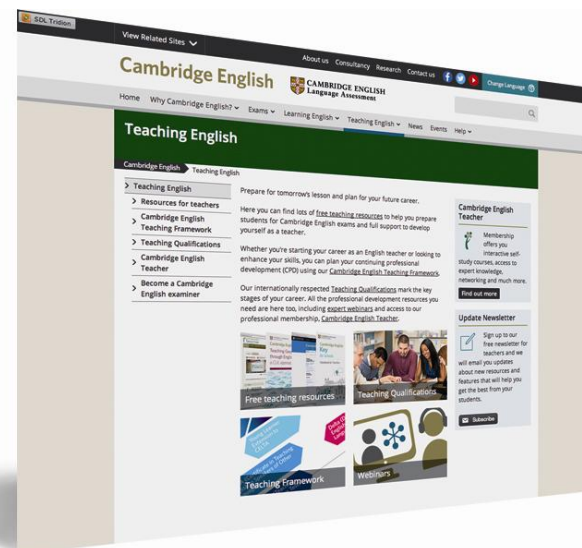 SDL Tridion
View Related Sites
About us Consultancy Research Contact us
Change Language
Cambridge English
CAMBRIDGE ENGLISH
Language Assessment
Home Why Cambridge English? Exams Learning English Teaching English News Events Help
Teaching English
Cambridge English Teaching English
Teaching English
Resources for teachers
Cambridge English
Teaching Framework
Teaching Qualifications
Cambridge English
Teacher
Become a Cambridge
English examiner
Prepare for tomorrow's lesson and plan for your future career.
Here you can find lots of free teaching resources to help you prepare
students for Cambridge English exams and full support to develop
yourself as a teacher.
Whether you're starting your career as an English teacher or looking to
enhance your skills, you can plan your continuing professional
development (CPD) using our Cambridge English Teaching Framework.
Our internationally respected Teaching Qualifications mark the key
stages of your career. All the professional development resources you
need are here too, including expert webinars and access to our
professional membership, Cambridge English Teacher.
Free teaching resources
Teaching Qualifications
Teaching Framework
Webinars
Cambridge English
Teacher
Membership
offers you
interactive self-
study courses, access to
expert knowledge,
networking and much more.
Find out more
Update Newsletter
Sign up to our
free newsletter for
teachers and we
will email you updates
about new resources and
features that will help you
get the best from your
students.
Subscribe